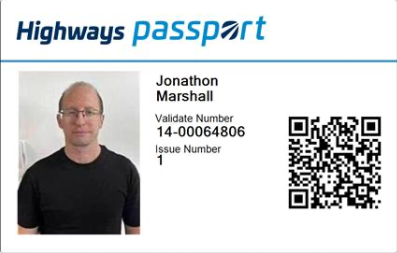 Highways passport
Jonathon
Marshall
Validate Number
14-00064806
Issue Number
1